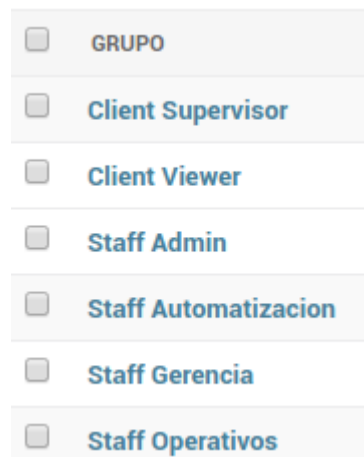 GRUPO
Client Supervisor
Client Viewer
Staff Admin
Staff Automatizacion
Staff Gerencia
Staff Operativos